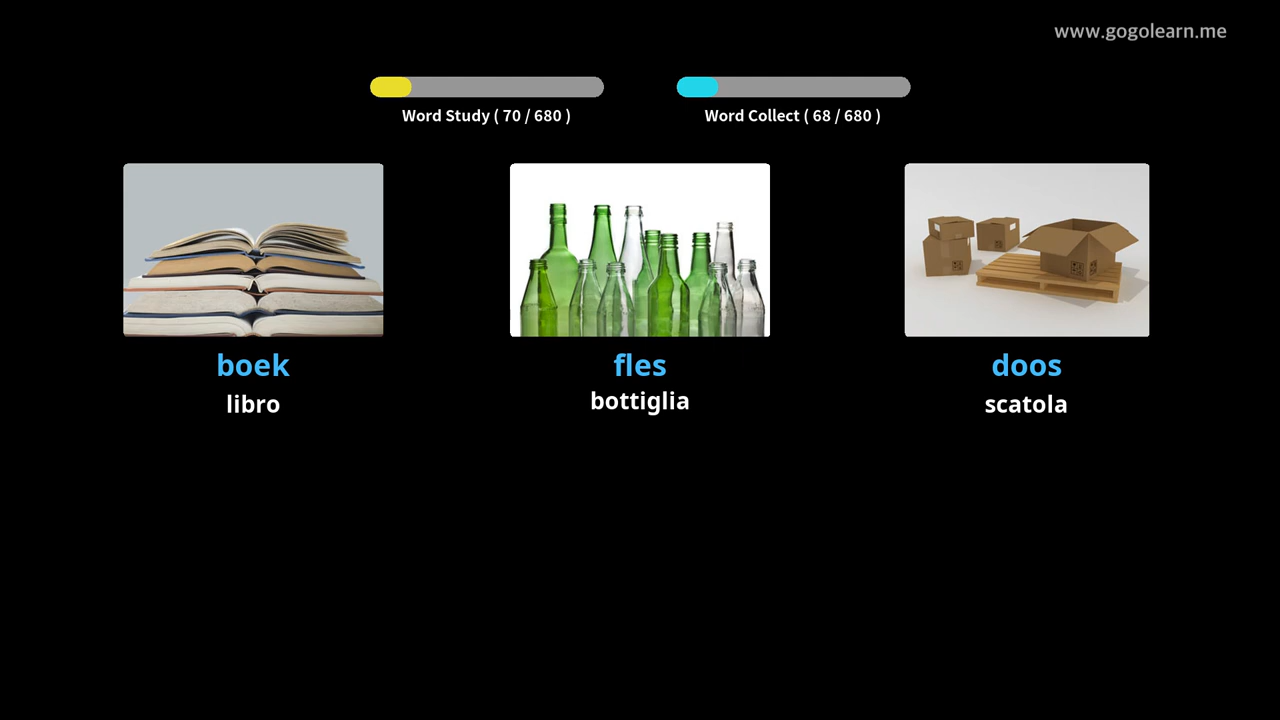 www.gogolearn.me
Word Study ( 70 / 680 )
Word Collect ( 68 / 680 )
boek
libro
fles
bottiglia
doos
scatola